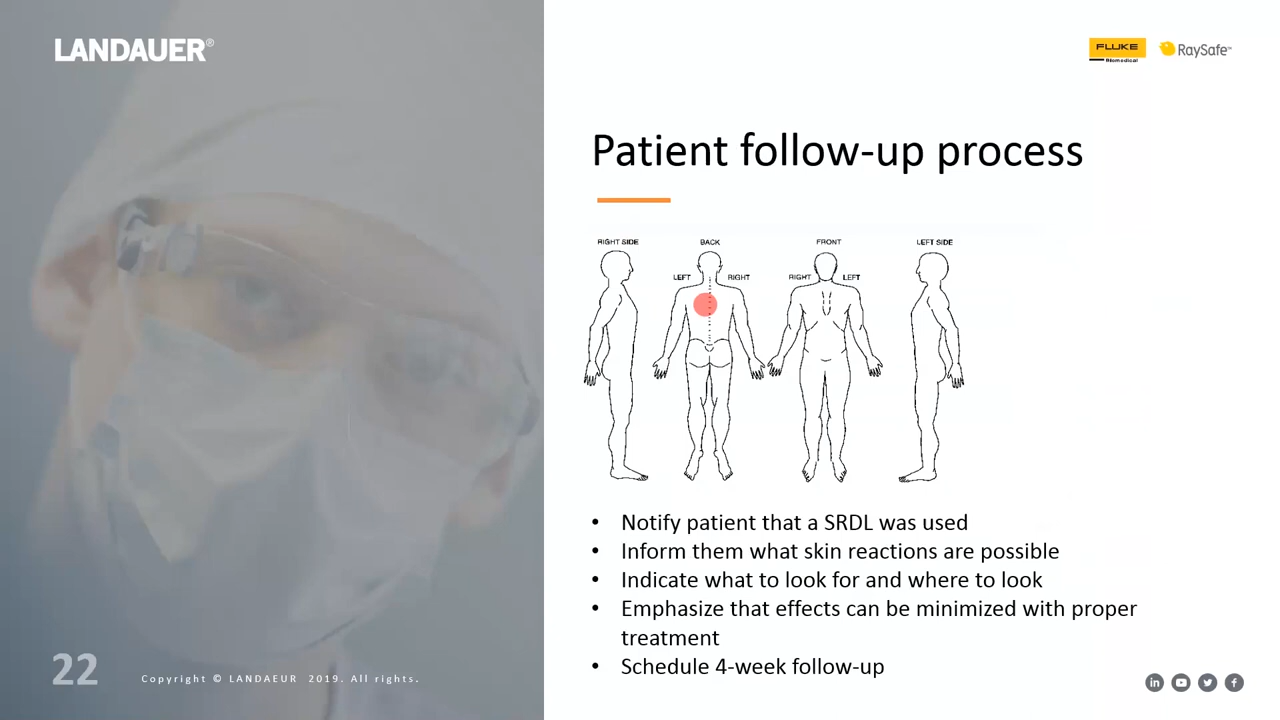 LANDAUER®
FLUKE
Biomedical
RaySafe™
Patient follow-up process
RIGHT SIDE
BACK
FRONT
LEFT SIDE
LEFT
RIGHT
RIGHT
LEFT
• Notify patient that a SRDL was used
• Inform them what skin reactions are possible
• Indicate what to look for and where to look
• Emphasize that effects can be minimized with proper
treatment
• Schedule 4-week follow-up
22
Copyright © LANDAEUR 2019. All rights.
in
f